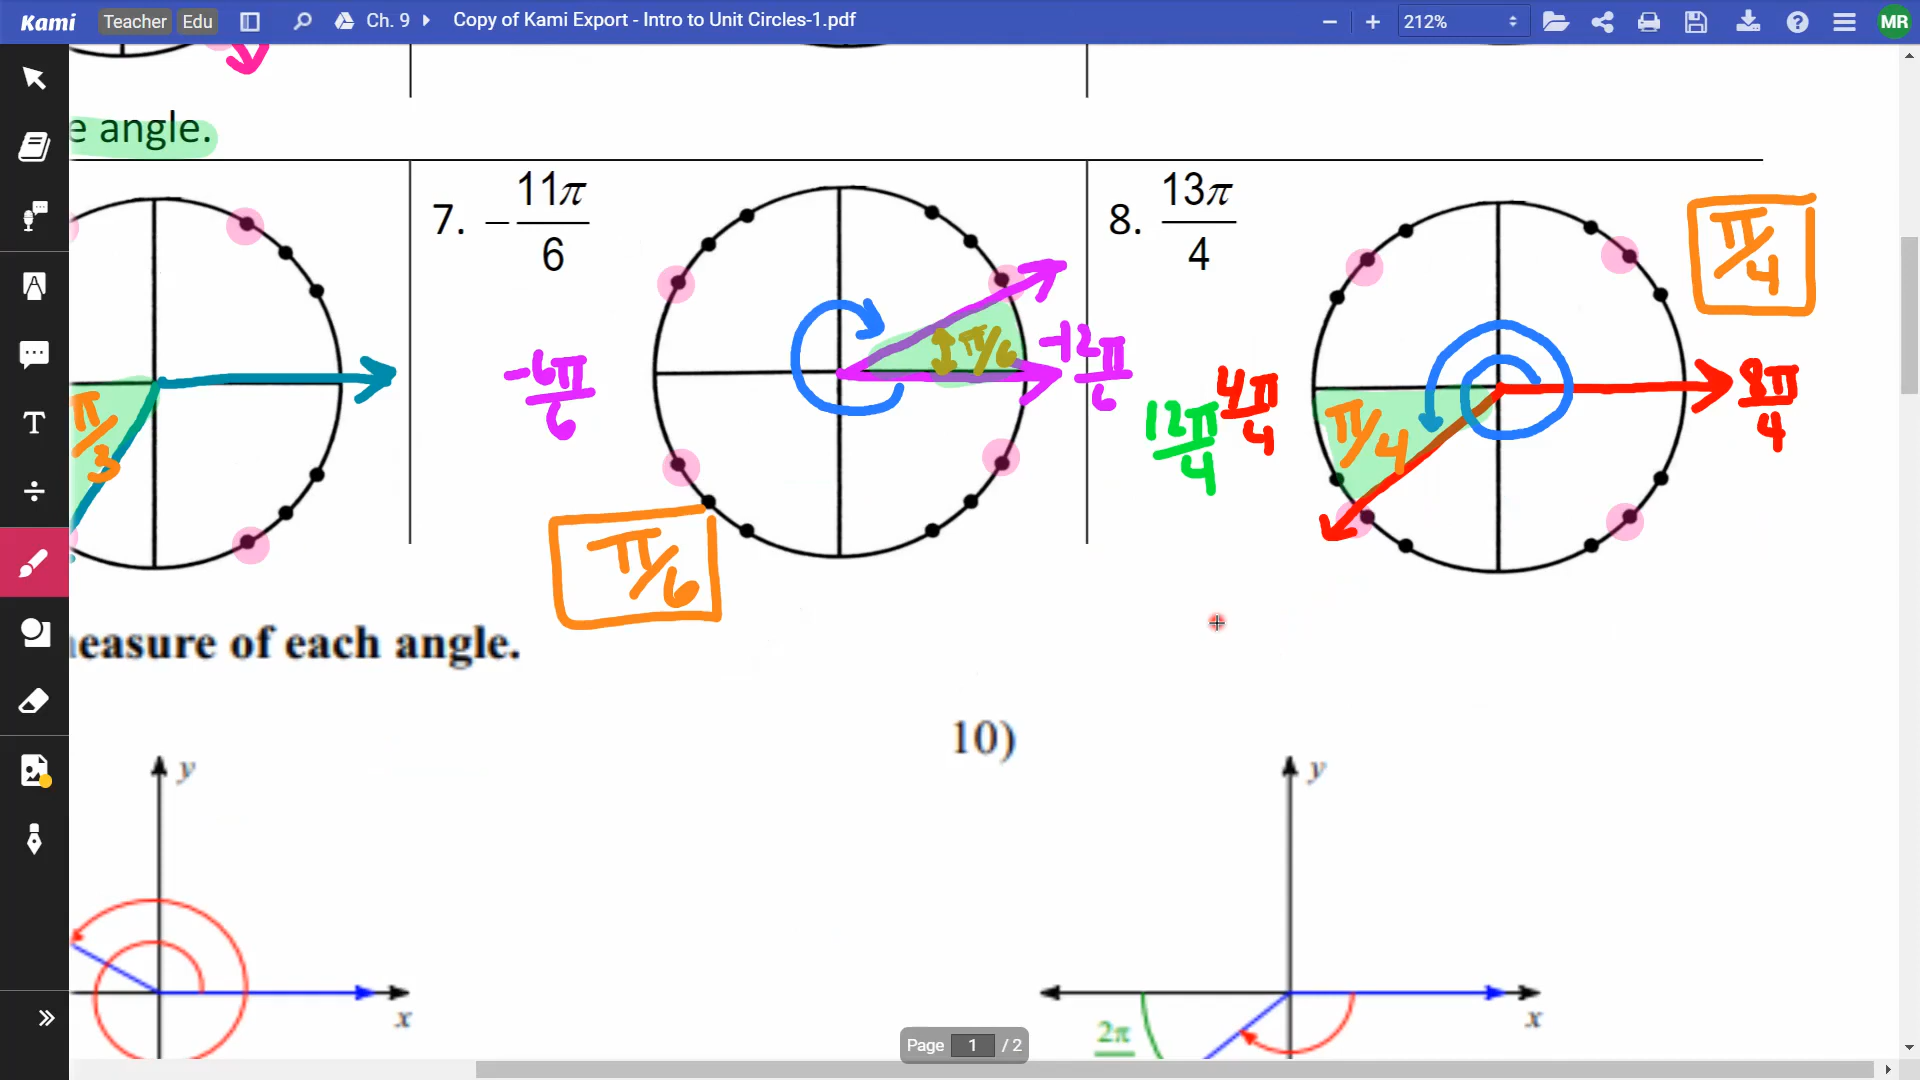 Kami Teacher Edu Ch. 9 Copy of Kami Export - Intro to Unit Circles-1.pdf 212% MR
e angle.
7. -11π/6
8. 13π/4
π/4
π/3
π/6
-6π/6
-12π/6
4π/4
12π/4
π/4
8π/4
π/6
easure of each angle.
10)
y
y
x
x
2π
Page 1 / 2